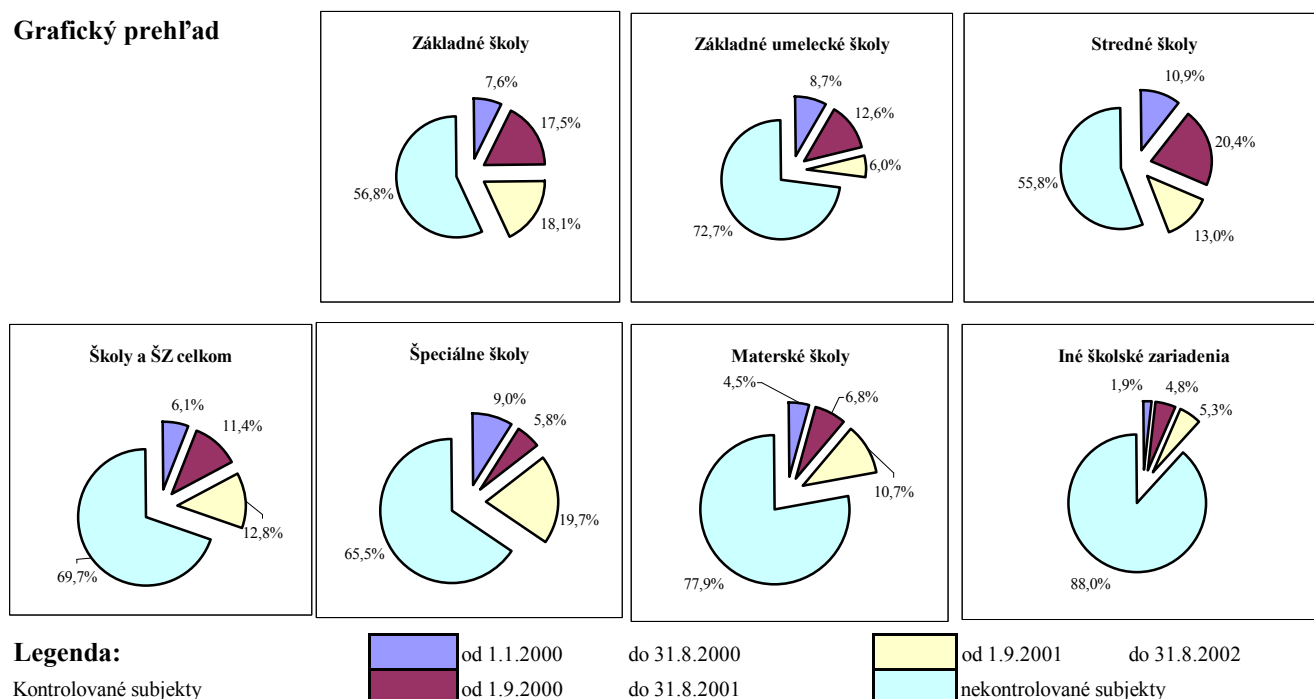 Grafický prehľad
Základné školy
7,6%
17,5%
18,1%
56,8%
Základné umelecké školy
8,7%
12,6%
6,0%
72,7%
Stredné školy
10,9%
20,4%
13,0%
55,8%
Školy a ŠZ celkom
6,1%
11,4%
12,8%
69,7%
Špeciálne školy
9,0%
5,8%
19,7%
65,5%
Materské školy
4,5%
6,8%
10,7%
77,9%
Iné školské zariadenia
1,9%
4,8%
5,3%
88,0%
Legenda:
od 1.1.2000 do 31.8.2000
od 1.9.2001 do 31.8.2002
Kontrolované subjekty
od 1.9.2000 do 31.8.2001
nekontrolované subjekty